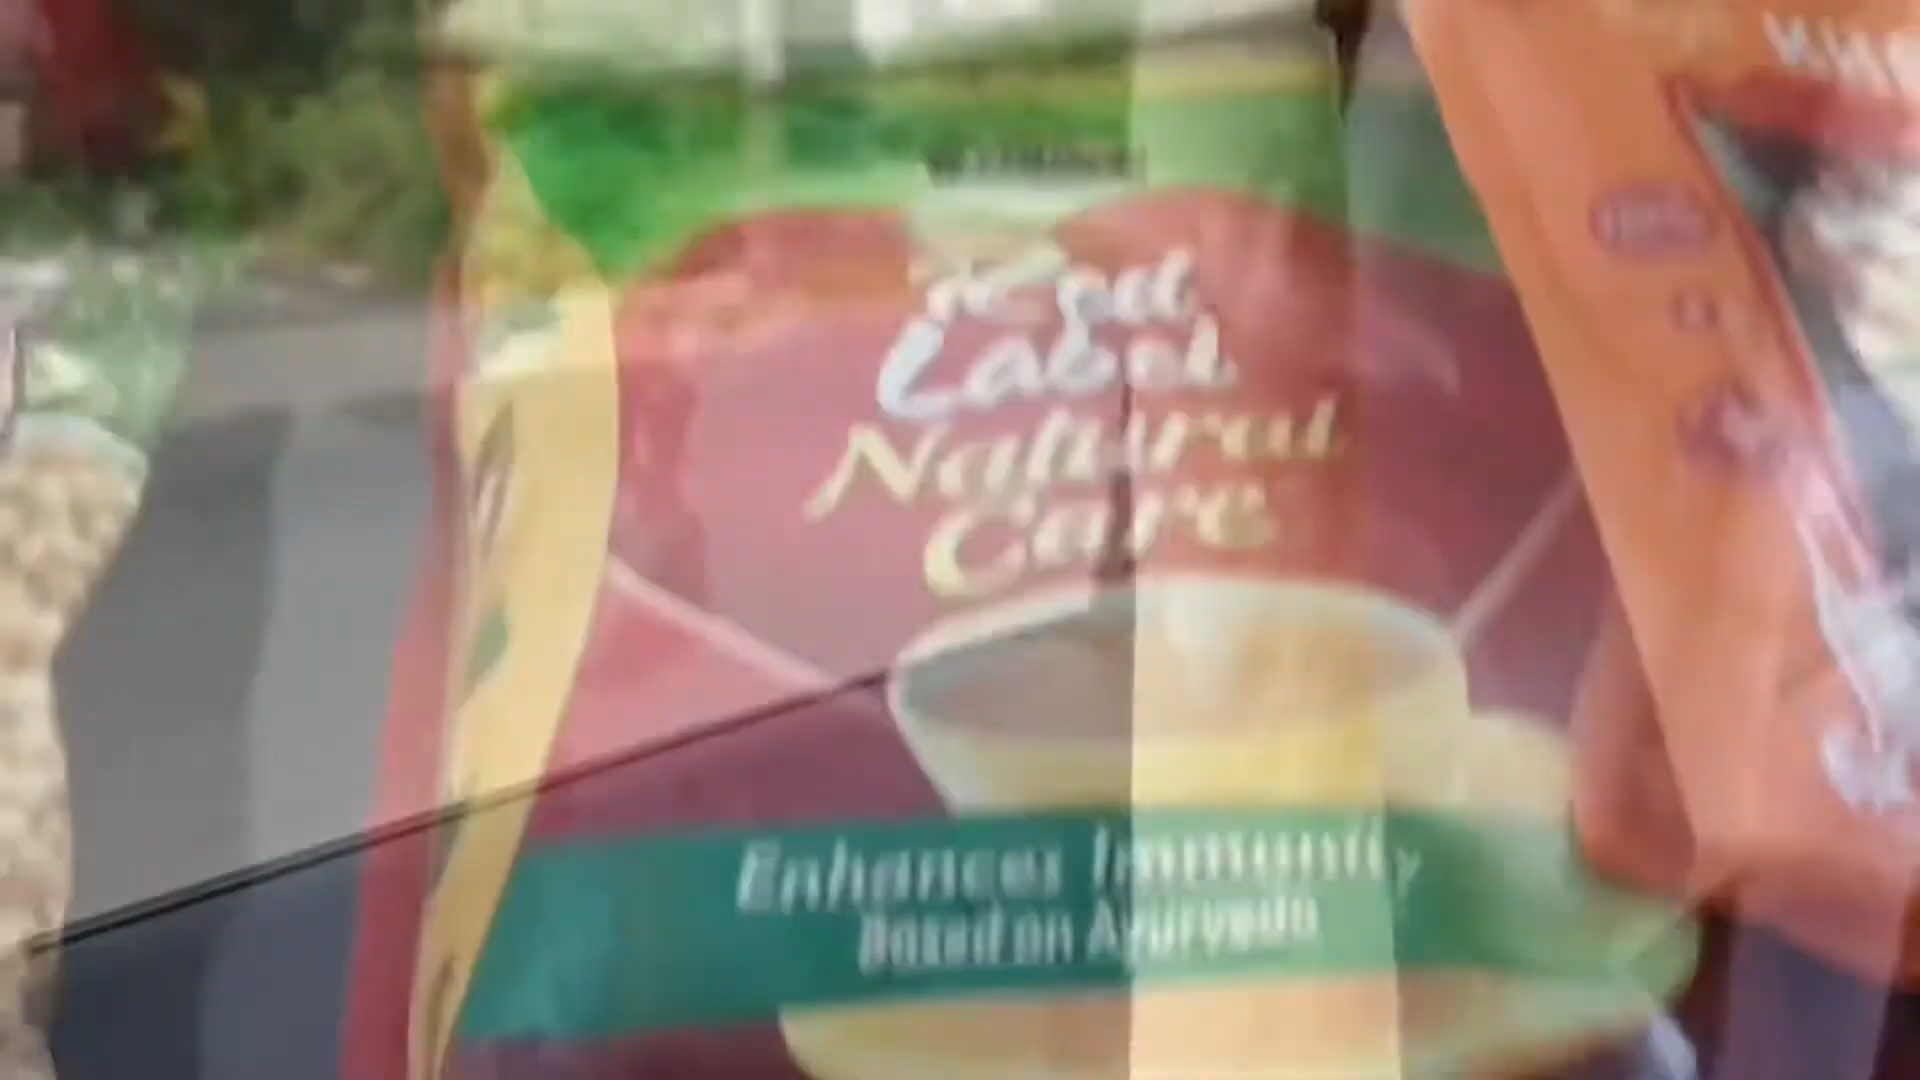 Red
Label
Natural
Care
Enhances Immunity
Based on Ayurveda